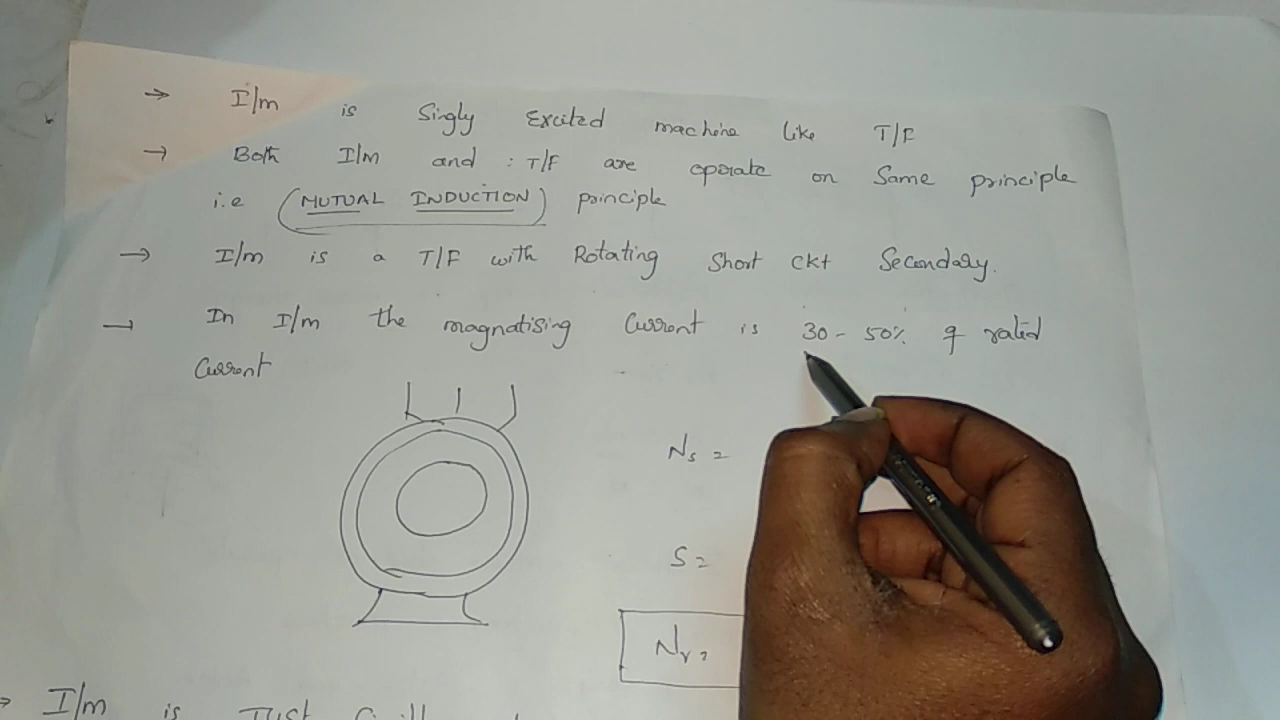 → I/m is Singly Excited machine like T/F
→ Both I/m and : T/F are operate on Same principle
i.e (MUTUAL INDUCTION) principle
→ I/m is a T/F with Rotating Short ckt Secondary.
→ In I/m the magnatising Current is 30 - 50% of rated
Current
Ns =
S =
Nr =
→ I/m is Just